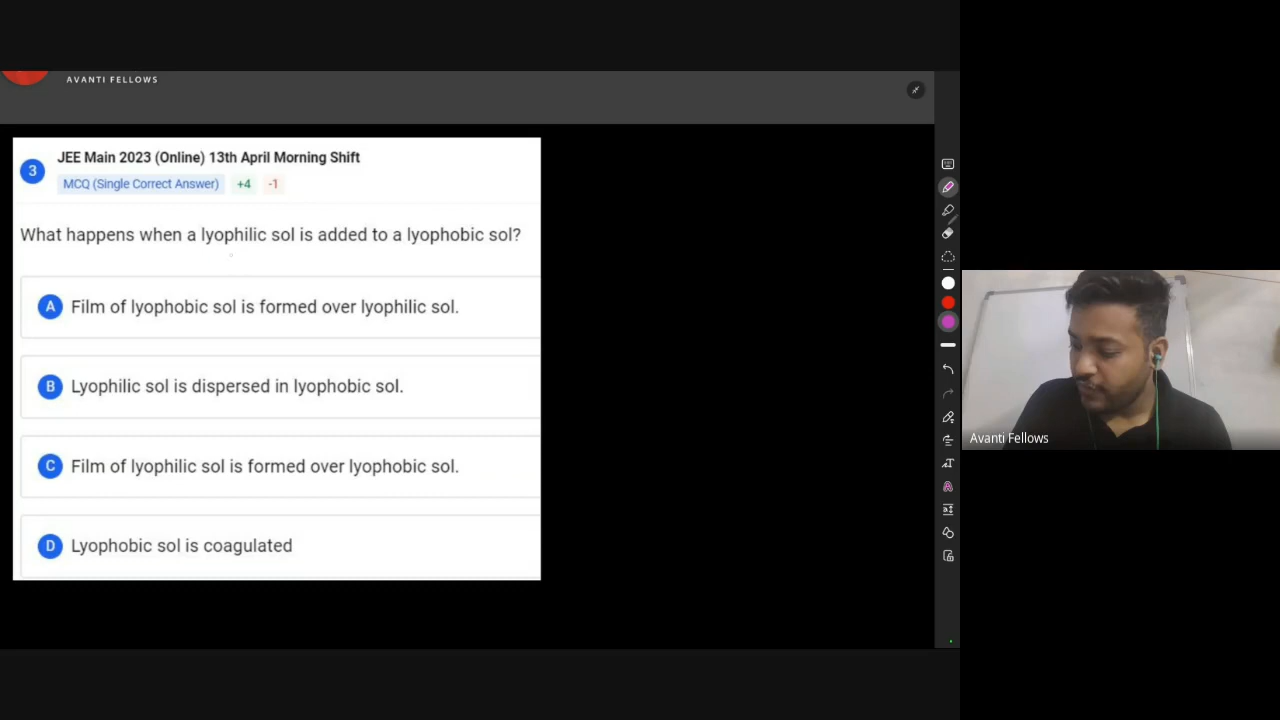 AVANTI FELLOWS
3
JEE Main 2023 (Online) 13th April Morning Shift
MCQ (Single Correct Answer) +4 -1
What happens when a lyophilic sol is added to a lyophobic sol?
A Film of lyophobic sol is formed over lyophilic sol.
B Lyophilic sol is dispersed in lyophobic sol.
C Film of lyophilic sol is formed over lyophobic sol.
D Lyophobic sol is coagulated
Avanti Fellows